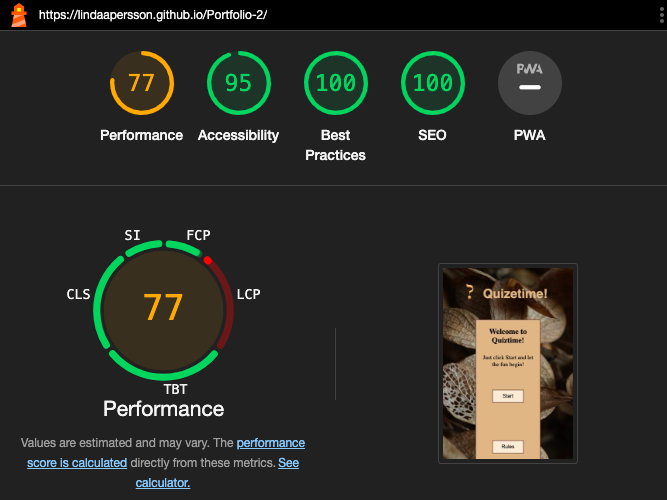 https://lindaapersson.github.io/Portfolio-2/
77
95
100
100
PWA
Performance
Accessibility
Best
Practices
SEO
PWA
SI
FCP
CLS
LCP
77
TBT
Performance
Values are estimated and may vary. The performance
score is calculated directly from these metrics. See
calculator.
? Quizetime!
Welcome to
Quiztime!
Just click Start and let
the fun begin!
Start
Rules